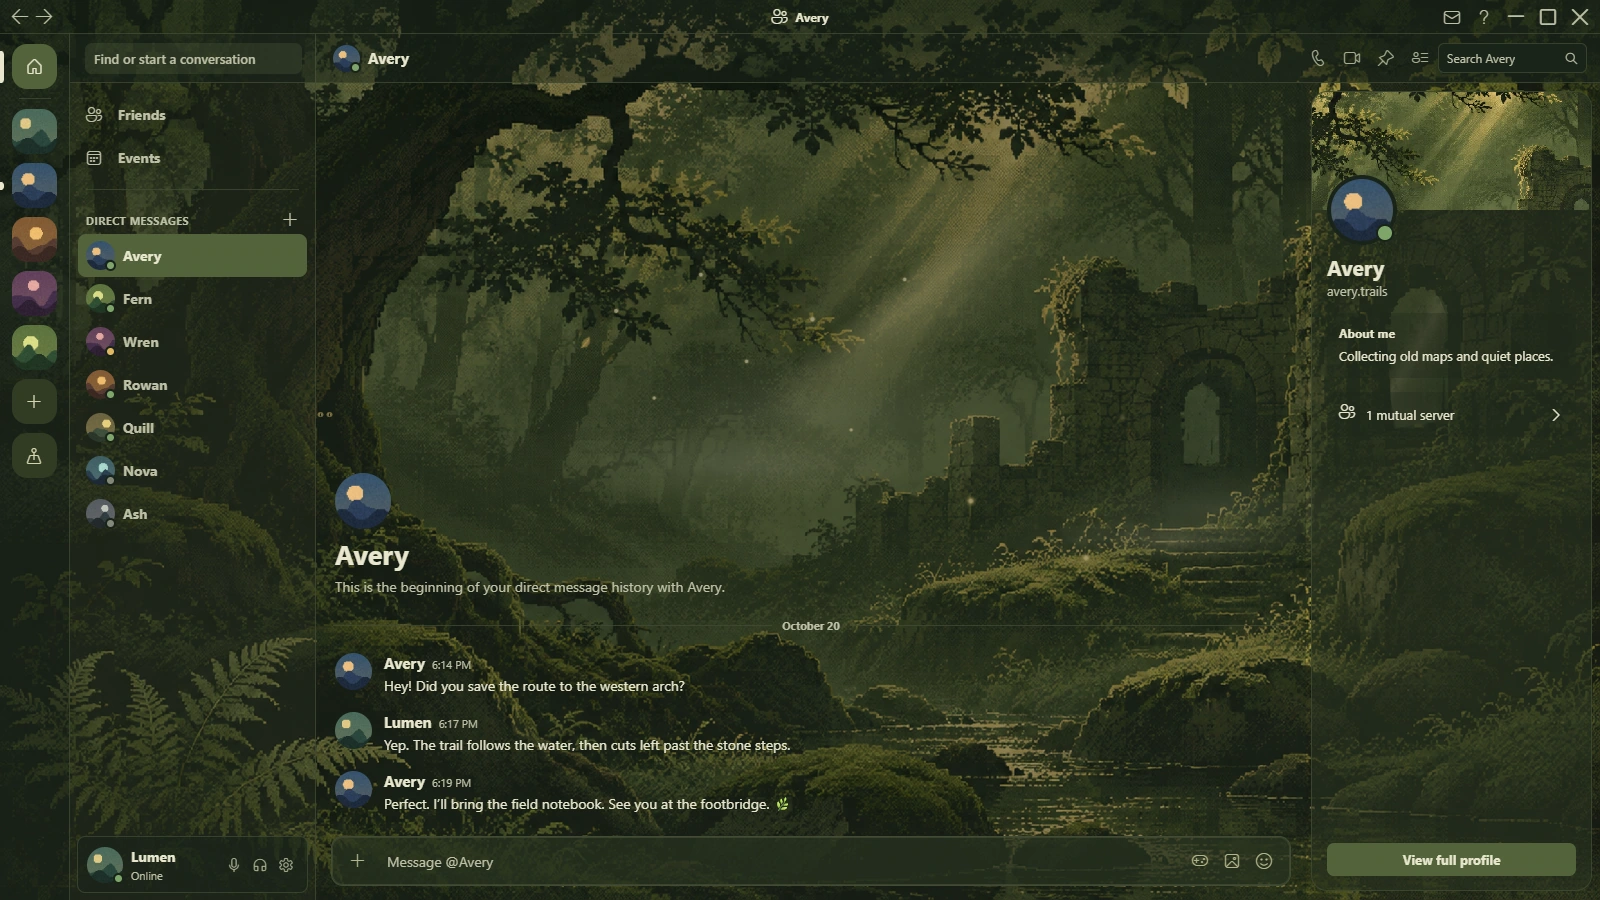 Avery
Find or start a conversation
Avery
Search Avery
Friends
Events
DIRECT MESSAGES
Avery
Fern
Wren
Rowan
Quill
Nova
Ash
Lumen
Online
Avery
This is the beginning of your direct message history with Avery.
October 20
Avery 6:14 PM
Hey! Did you save the route to the western arch?
Lumen 6:17 PM
Yep. The trail follows the water, then cuts left past the stone steps.
Avery 6:19 PM
Perfect. I'll bring the field notebook. See you at the footbridge. 🌿
Message @Avery
Avery
avery.trails
About me
Collecting old maps and quiet places.
1 mutual server
View full profile